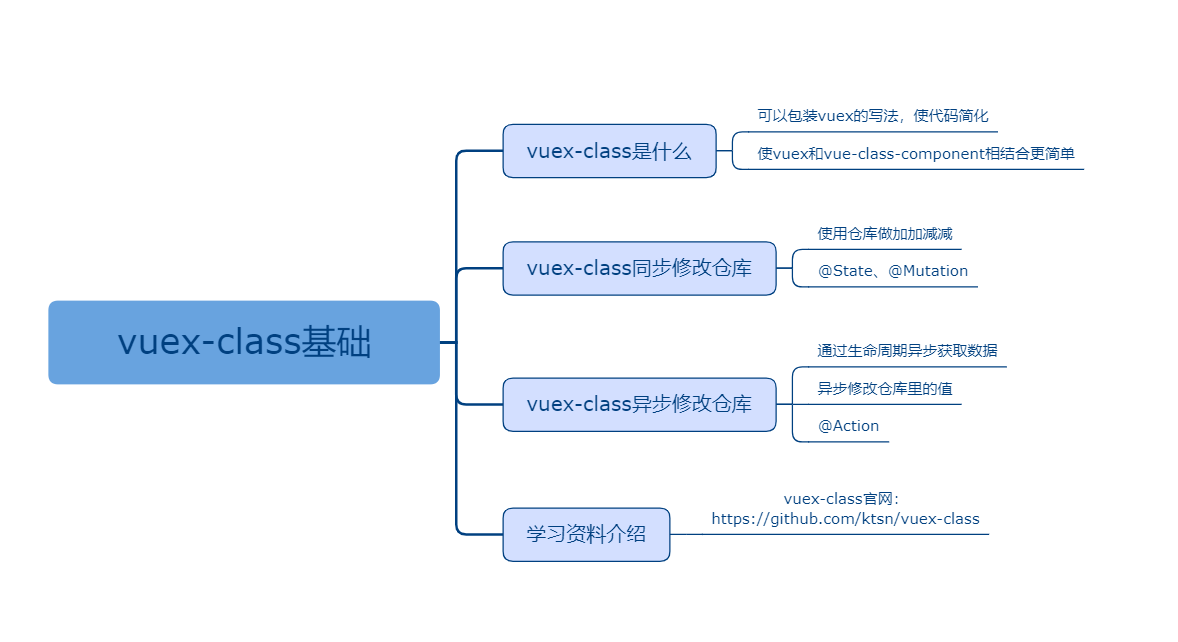 vuex-class基础
vuex-class是什么
可以包装vuex的写法，使代码简化
使vuex和vue-class-component相结合更简单
vuex-class同步修改仓库
使用仓库做加加减减
@State、@Mutation
vuex-class异步修改仓库
通过生命周期异步获取数据
异步修改仓库里的值
@Action
学习资料介绍
vuex-class官网：
https://github.com/ktsn/vuex-class